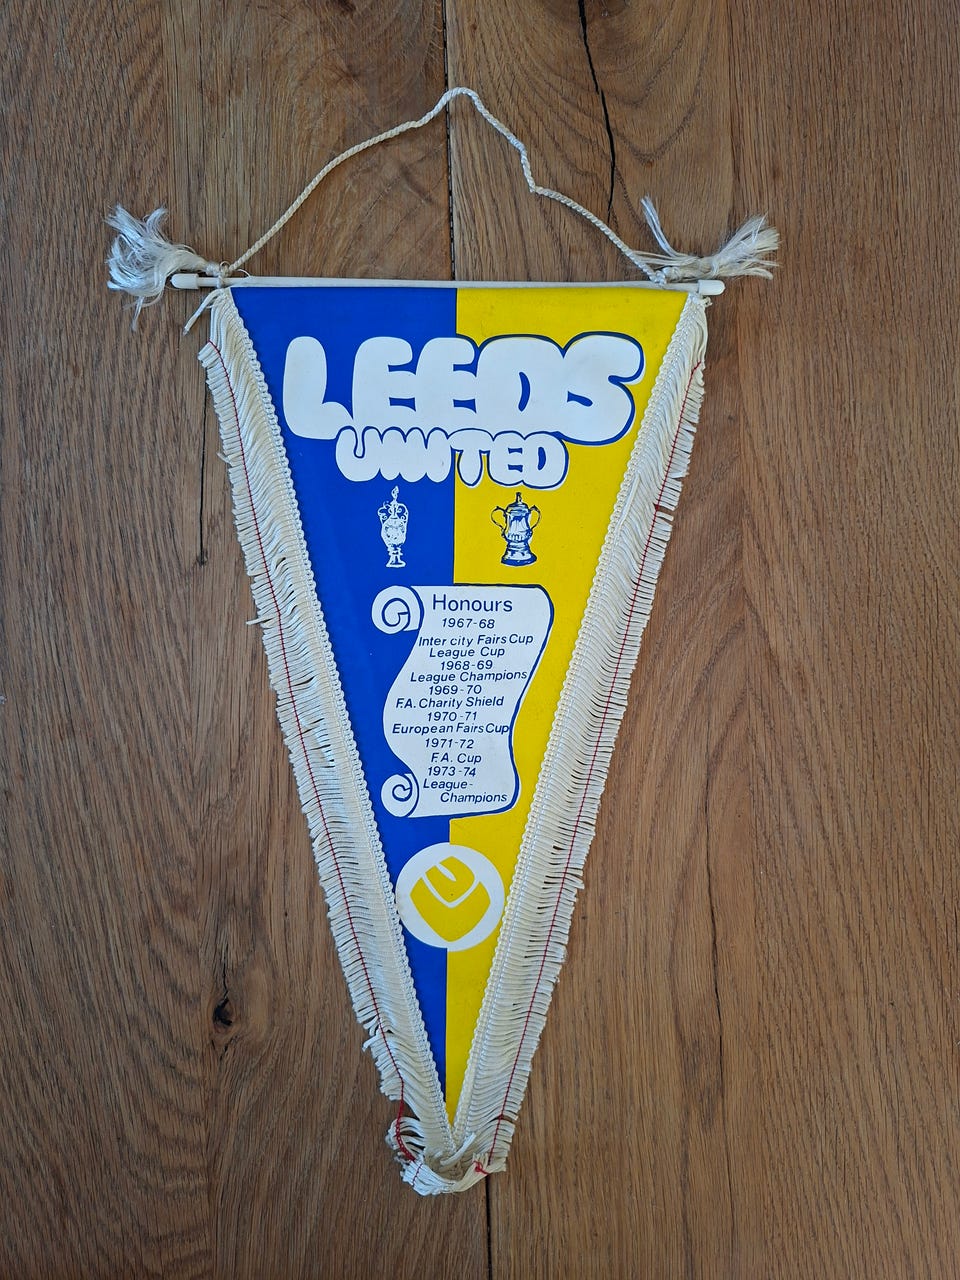 LEEDS
UNITED
Honours
1967-68
Inter city Fairs Cup
League Cup
1968-69
League Champions
1969-70
F.A. Charity Shield
1970-71
European Fairs Cup
1971-72
F.A. Cup
1973-74
League-
Champions
LU